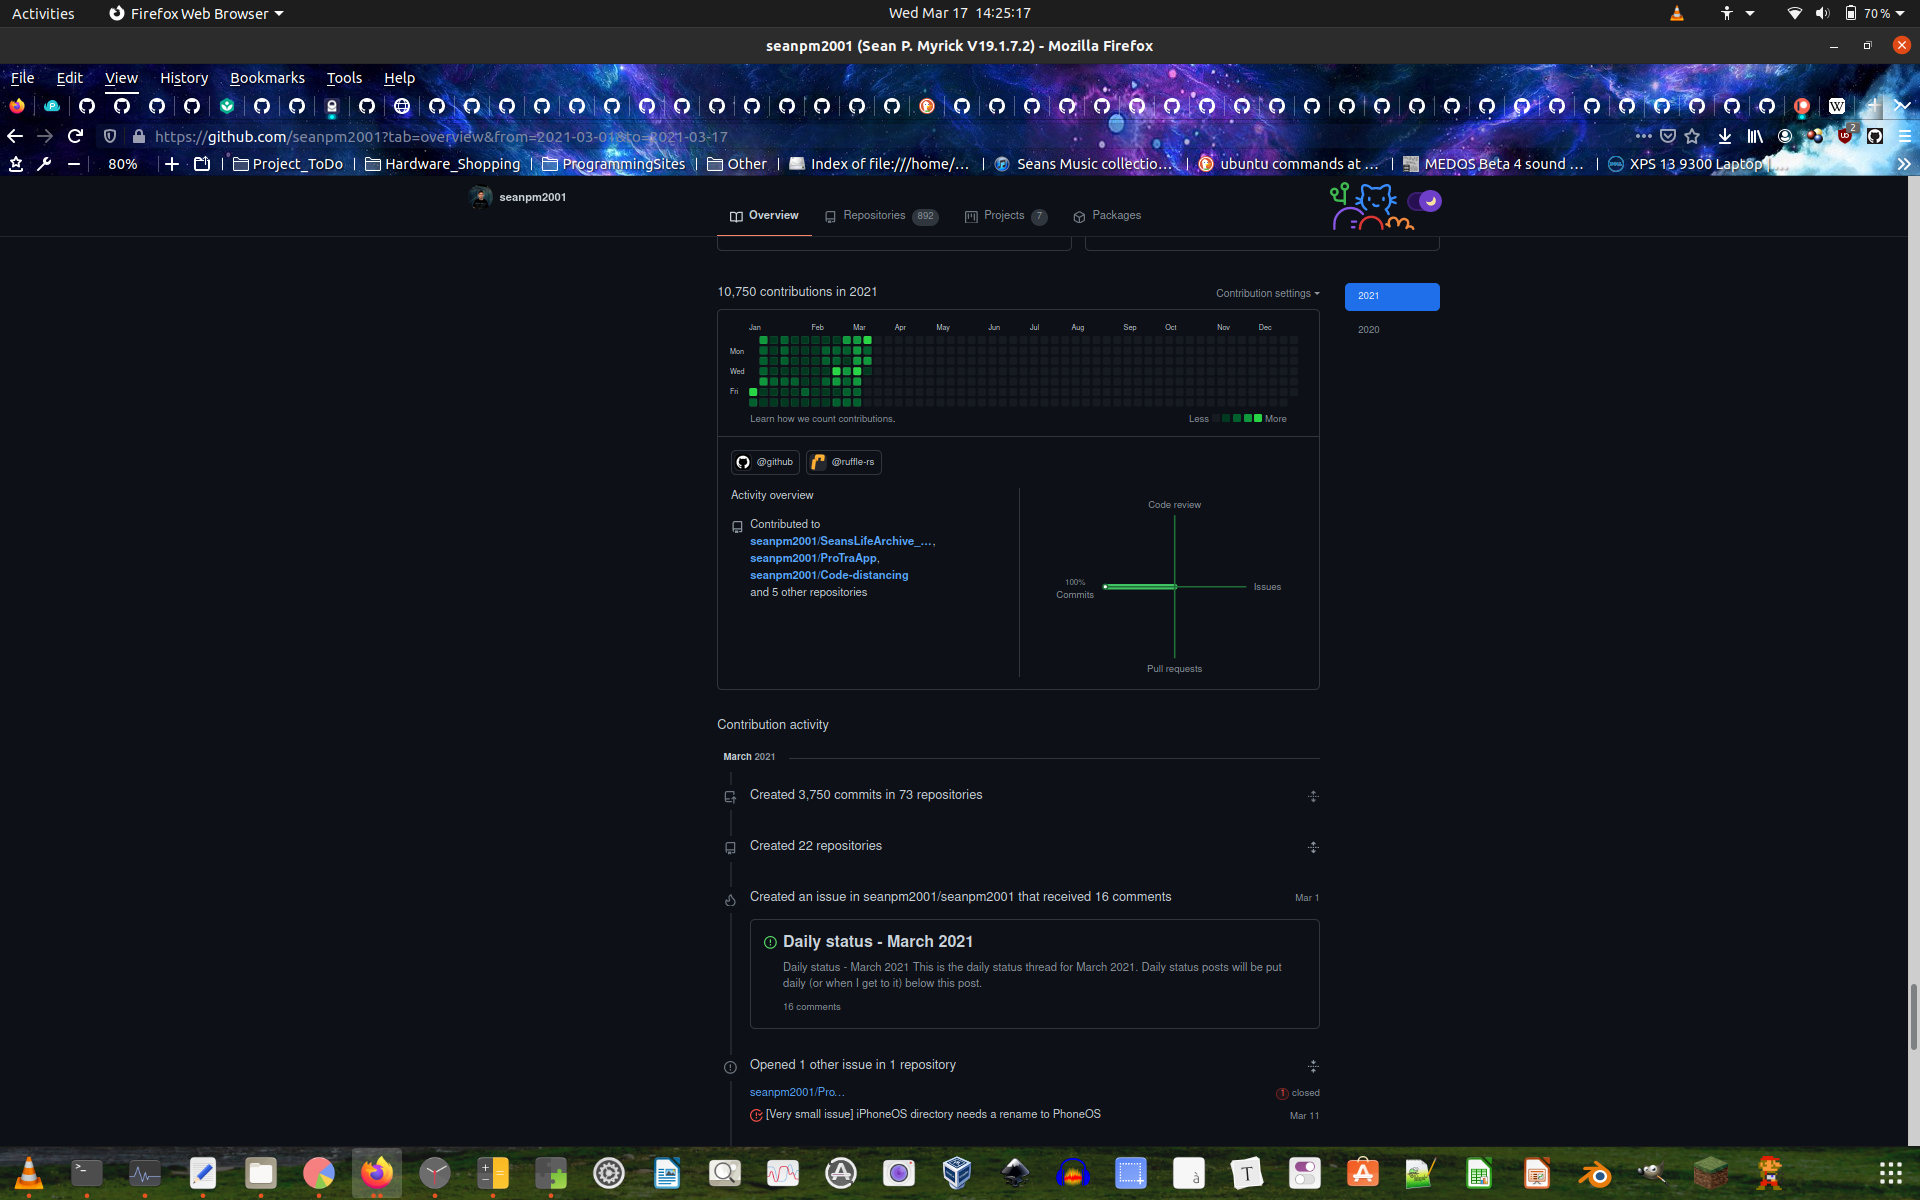 Activities
Firefox Web Browser
Wed Mar 17 14:25:17
70 %
seanpm2001 (Sean P. Myrick V19.1.7.2) - Mozilla Firefox
File Edit View History Bookmarks Tools Help
https://github.com/seanpm2001?tab=overview&from=2021-03-01&to=2021-03-17
2
80%
Project_ToDo
Hardware_Shopping
ProgrammingSites
Other
Index of file:///home/...
Seans Music collectio...
ubuntu commands at ...
MEDOS Beta 4 sound ...
XPS 13 9300 Laptop
seanpm2001
Overview
Repositories 892
Projects 7
Packages
10,750 contributions in 2021
Contribution settings
2021
2020
Jan Feb Mar Apr May Jun Jul Aug Sep Oct Nov Dec
Mon
Wed
Fri
Learn how we count contributions.
Less More
@github
@ruffle-rs
Activity overview
Contributed to
seanpm2001/SeansLifeArchive_...,
seanpm2001/ProTraApp,
seanpm2001/Code-distancing
and 5 other repositories
Code review
100%
Commits
Issues
Pull requests
Contribution activity
March 2021
Created 3,750 commits in 73 repositories
Created 22 repositories
Created an issue in seanpm2001/seanpm2001 that received 16 comments
Mar 1
Daily status - March 2021
Daily status - March 2021 This is the daily status thread for March 2021. Daily status posts will be put
daily (or when I get to it) below this post.
16 comments
Opened 1 other issue in 1 repository
seanpm2001/Pro...
1 closed
[Very small issue] iPhoneOS directory needs a rename to PhoneOS
Mar 11